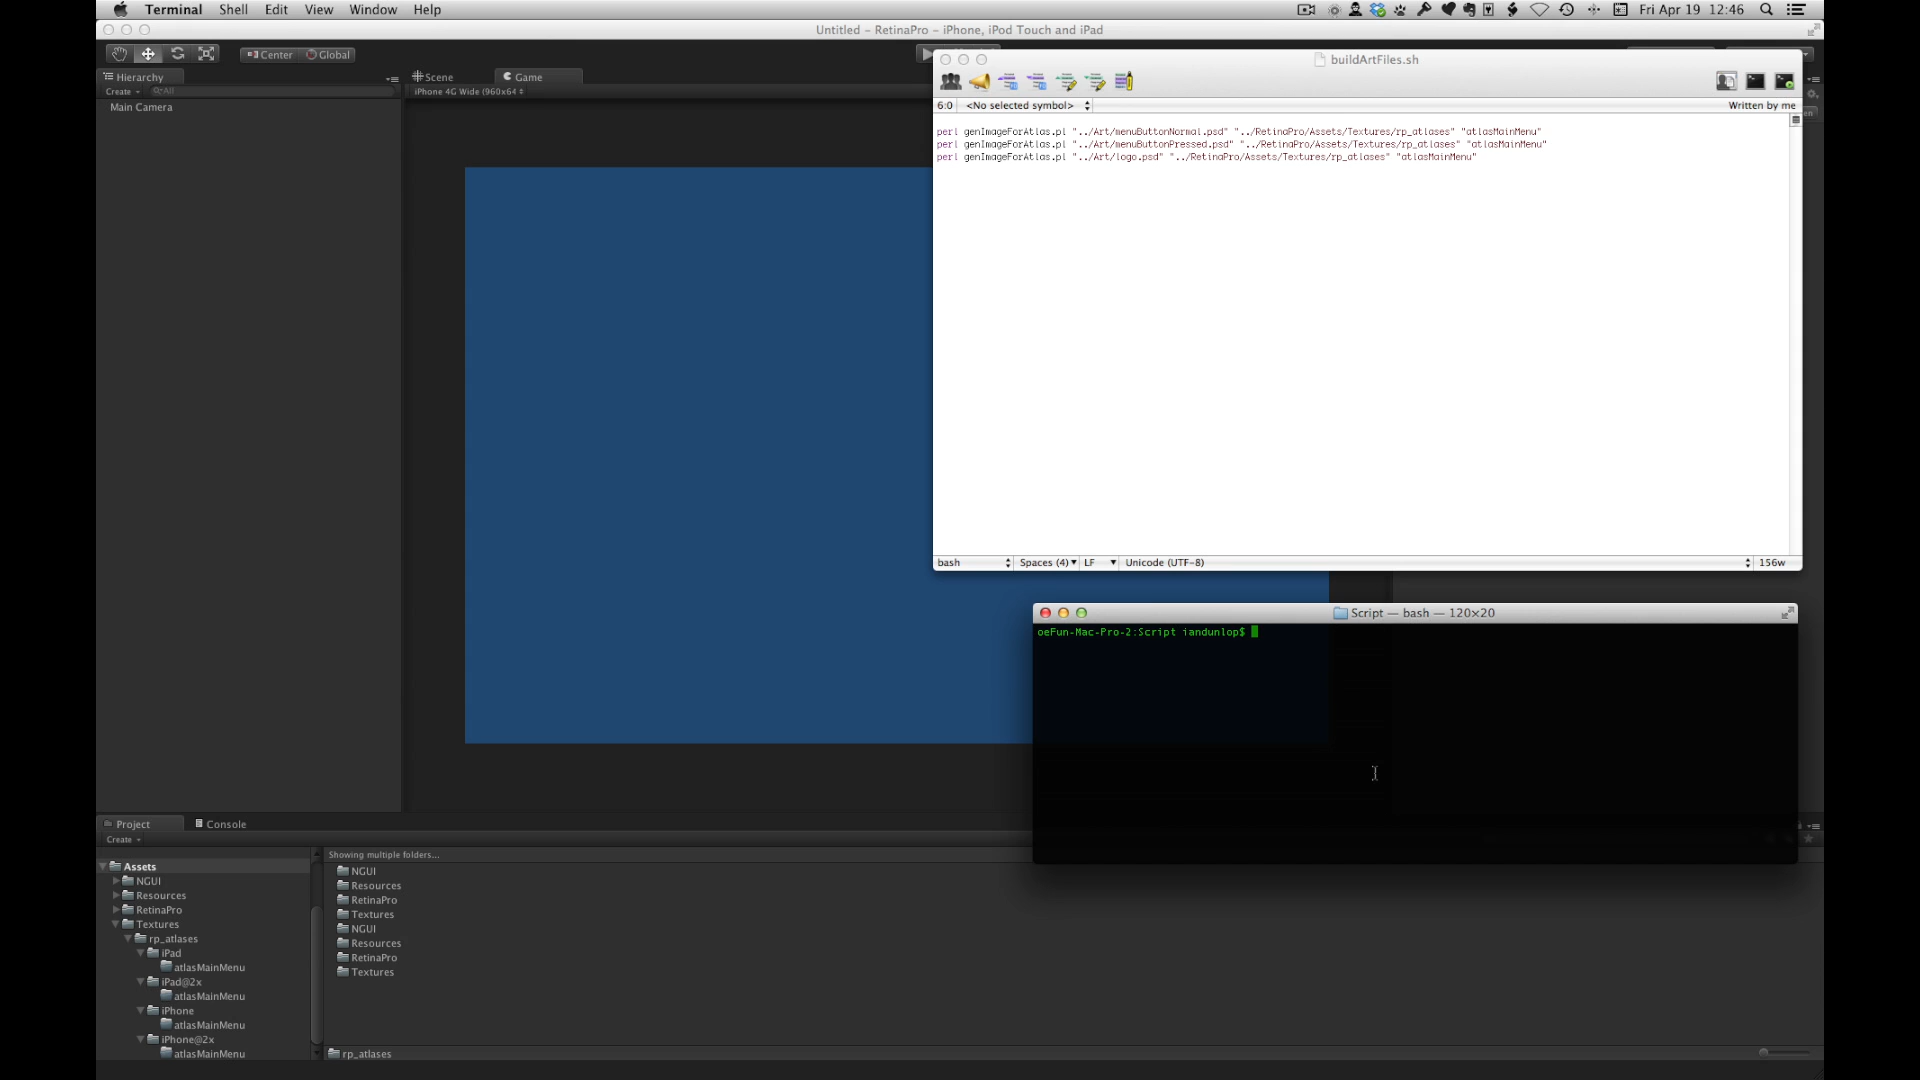 Terminal Shell Edit View Window Help
Fri Apr 19 12:46
Untitled – RetinaPro – iPhone, iPod Touch and iPad
Center Global
Hierarchy
Create All
Main Camera
Scene Game
iPhone 4G Wide (960x64
buildArtFiles.sh
6:0 <No selected symbol> Written by me
perl genImageForAtlas.pl "../Art/menuButtonNormal.psd" "../RetinaPro/Assets/Textures/rp_atlases" "atlasMainMenu"
perl genImageForAtlas.pl "../Art/menuButtonPressed.psd" "../RetinaPro/Assets/Textures/rp_atlases" "atlasMainMenu"
perl genImageForAtlas.pl "../Art/logo.psd" "../RetinaPro/Assets/Textures/rp_atlases" "atlasMainMenu"
bash Spaces (4) LF Unicode (UTF-8) 156w
Script — bash — 120×20
oeFun-Mac-Pro-2:Script iandunlop$
Project Console
Create
Assets
NGUI
Resources
RetinaPro
Textures
rp_atlases
iPad
atlasMainMenu
iPad@2x
atlasMainMenu
iPhone
atlasMainMenu
iPhone@2x
atlasMainMenu
Showing multiple folders...
NGUI
Resources
RetinaPro
Textures
NGUI
Resources
RetinaPro
Textures
rp_atlases